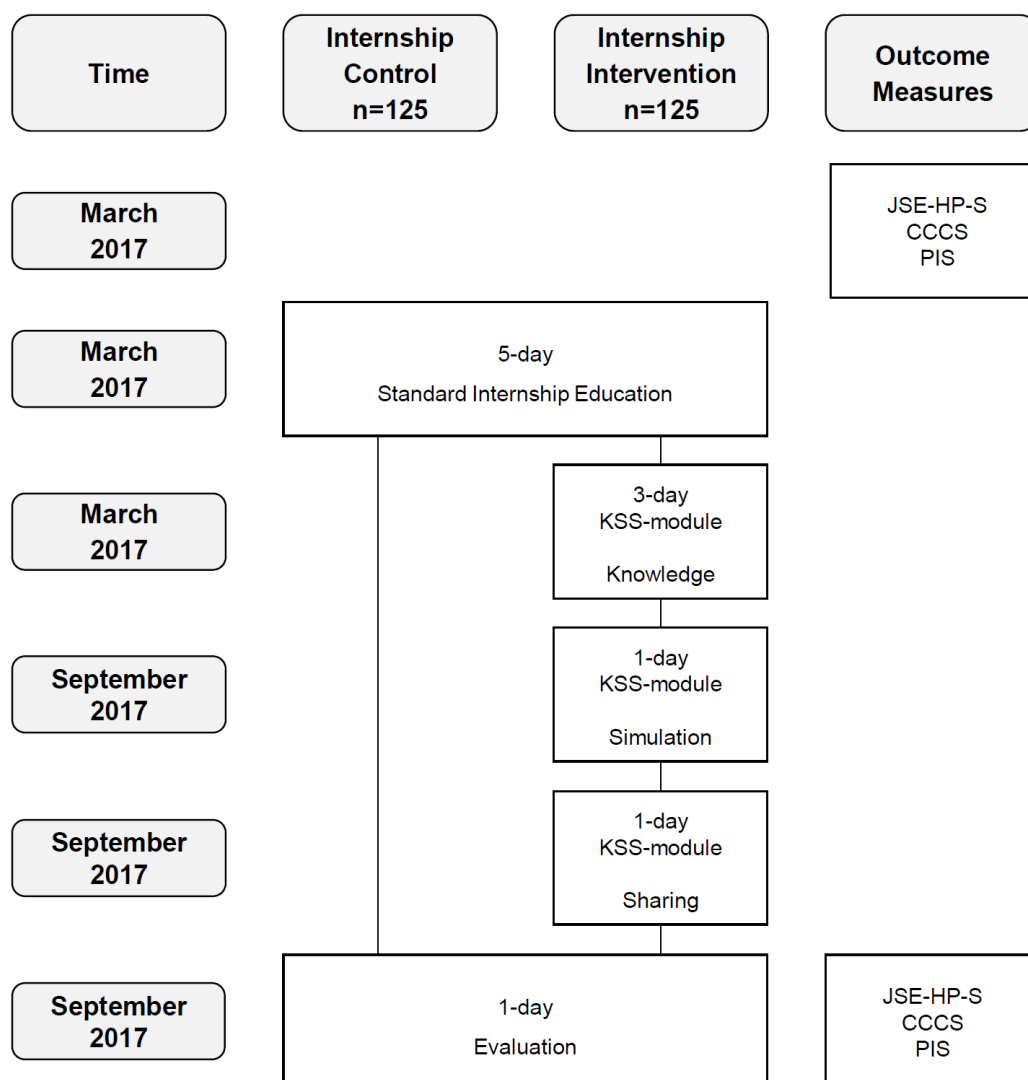 Time
Internship
Control
n=125
Internship
Intervention
n=125
Outcome
Measures
March
2017
JSE-HP-S
CCCS
PIS
March
2017
5-day
Standard Internship Education
March
2017
3-day
KSS-module
Knowledge
September
2017
1-day
KSS-module
Simulation
September
2017
1-day
KSS-module
Sharing
September
2017
1-day
Evaluation
JSE-HP-S
CCCS
PIS